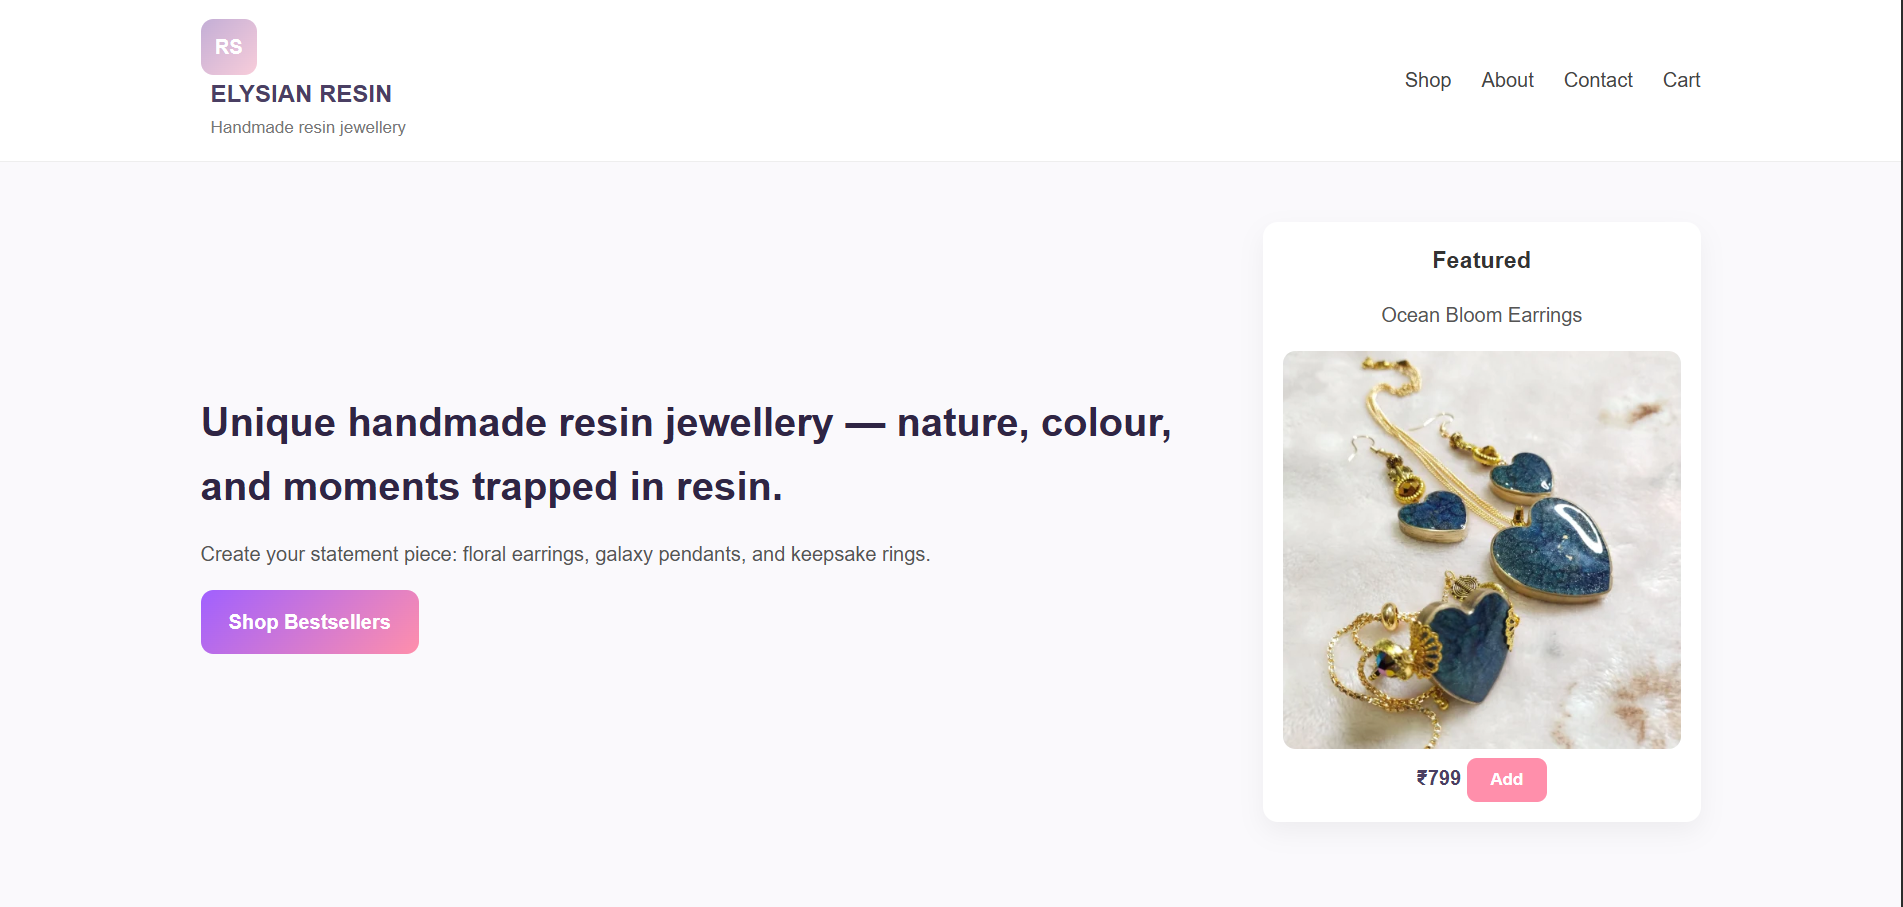 RS
ELYSIAN RESIN
Handmade resin jewellery
Shop About Contact Cart
Unique handmade resin jewellery — nature, colour,
and moments trapped in resin.
Create your statement piece: floral earrings, galaxy pendants, and keepsake rings.
Shop Bestsellers
Featured
Ocean Bloom Earrings
₹799 Add